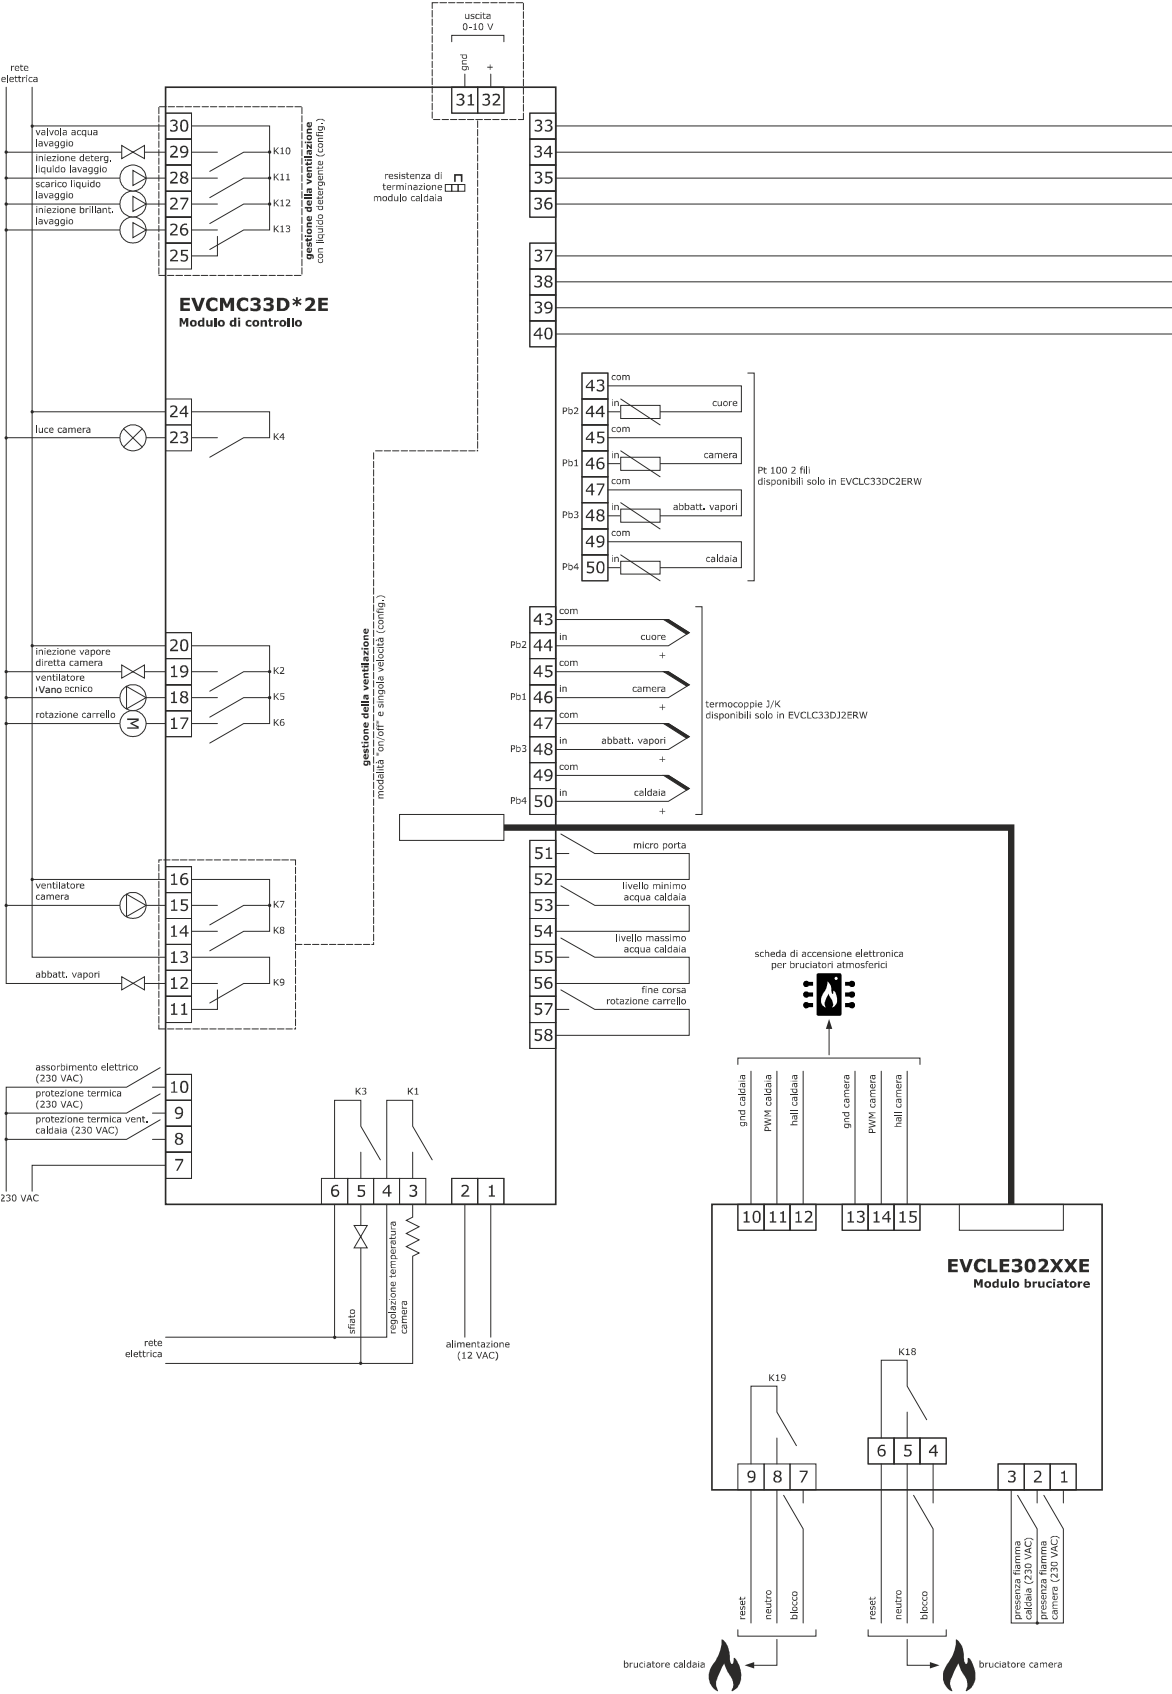 uscita
0-10 V
gnd
+
31 32
rete
elettrica
valvola acqua
lavaggio
iniezione deterg.
liquido lavaggio
scarico liquido
lavaggio
iniezione brillant.
lavaggio
30
29
28
27
26
25
K10
K11
K12
K13
gestione della ventilazione
con liquido detergente (config.)
resistenza di
terminazione
modulo caldaia
33
34
35
36
37
38
39
40
EVCMC33D*2E
Modulo di controllo
luce camera
24
23
K4
43 com
Pb2 44 in cuore
45 com
Pb1 46 in camera
47 com
Pb3 48 in abbatt. vapori
49 com
Pb4 50 in caldaia
Pt 100 2 fili
disponibili solo in EVCLC33DC2ERW
iniezione vapore
diretta camera
ventilatore
Vano ecnico
rotazione carrello
M
20
19
18
17
K2
K5
K6
gestione della ventilazione
modalità "on/off" e singola velocità (config.)
43 com
Pb2 44 in cuore
+
45 com
Pb1 46 in camera
+
47 com
Pb3 48 in abbatt. vapori
+
49 com
Pb4 50 in caldaia
+
termocoppie J/K
disponibili solo in EVCLC33DJ2ERW
ventilatore
camera
abbatt. vapori
16
15
14
13
12
11
K7
K8
K9
51
52
53
54
55
56
57
58
micro porta
livello minimo
acqua caldaia
livello massimo
acqua caldaia
fine corsa
rotazione carrello
scheda di accensione elettronica
per bruciatori atmosferici
assorbimento elettrico
(230 VAC)
protezione termica
(230 VAC)
protezione termica vent.
caldaia (230 VAC)
10
9
8
7
230 VAC
K3 K1
6 5 4 3 2 1
sfiato
regolazione temperatura
camera
rete
elettrica
alimentazione
(12 VAC)
gnd caldaia
PWM caldaia
hall caldaia
gnd camera
PWM camera
hall camera
10 11 12 13 14 15
EVCLE302XXE
Modulo bruciatore
K19
K18
6 5 4
9 8 7
3 2 1
reset
neutro
blocco
reset
neutro
blocco
presenza fiamma
caldaia (230 VAC)
presenza fiamma
camera (230 VAC)
bruciatore caldaia
bruciatore camera